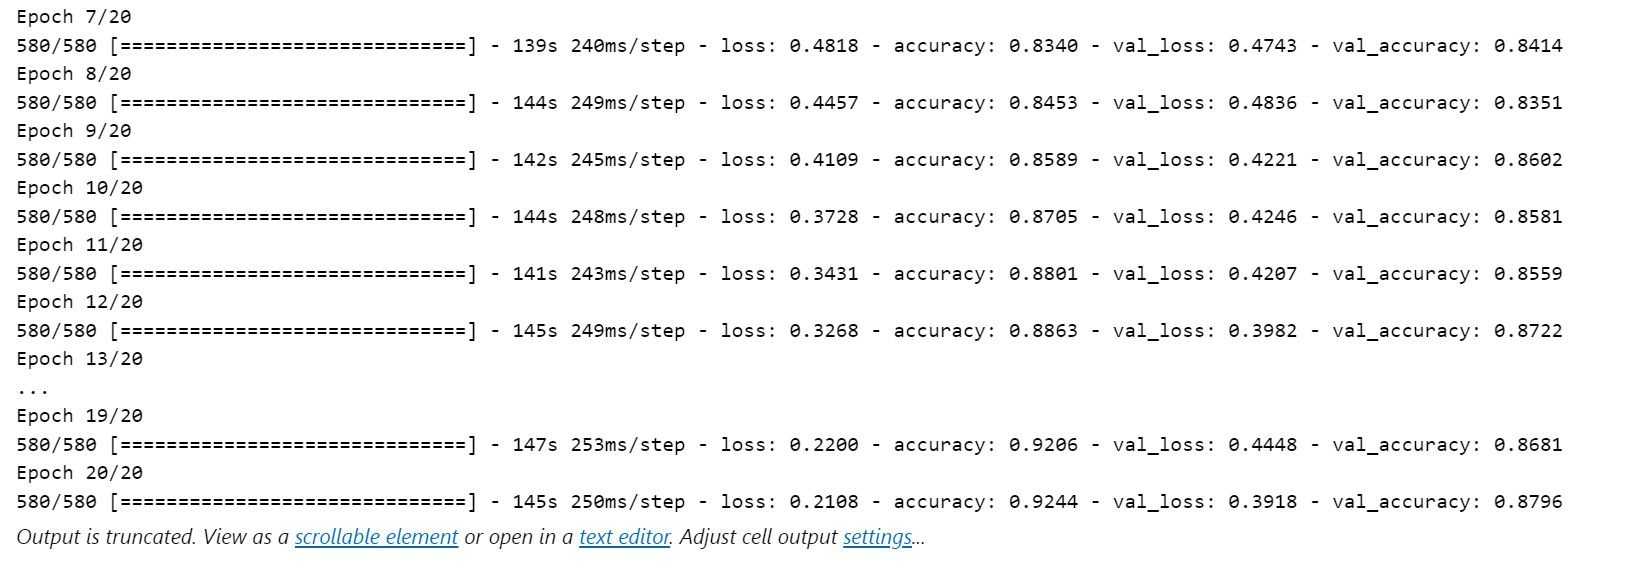 Epoch 7/20
580/580 [==============================] - 139s 240ms/step - loss: 0.4818 - accuracy: 0.8340 - val_loss: 0.4743 - val_accuracy: 0.8414
Epoch 8/20
580/580 [==============================] - 144s 249ms/step - loss: 0.4457 - accuracy: 0.8453 - val_loss: 0.4836 - val_accuracy: 0.8351
Epoch 9/20
580/580 [==============================] - 142s 245ms/step - loss: 0.4109 - accuracy: 0.8589 - val_loss: 0.4221 - val_accuracy: 0.8602
Epoch 10/20
580/580 [==============================] - 144s 248ms/step - loss: 0.3728 - accuracy: 0.8705 - val_loss: 0.4246 - val_accuracy: 0.8581
Epoch 11/20
580/580 [==============================] - 141s 243ms/step - loss: 0.3431 - accuracy: 0.8801 - val_loss: 0.4207 - val_accuracy: 0.8559
Epoch 12/20
580/580 [==============================] - 145s 249ms/step - loss: 0.3268 - accuracy: 0.8863 - val_loss: 0.3982 - val_accuracy: 0.8722
Epoch 13/20
...
Epoch 19/20
580/580 [==============================] - 147s 253ms/step - loss: 0.2200 - accuracy: 0.9206 - val_loss: 0.4448 - val_accuracy: 0.8681
Epoch 20/20
580/580 [==============================] - 145s 250ms/step - loss: 0.2108 - accuracy: 0.9244 - val_loss: 0.3918 - val_accuracy: 0.8796
Output is truncated. View as a scrollable element or open in a text editor. Adjust cell output settings...